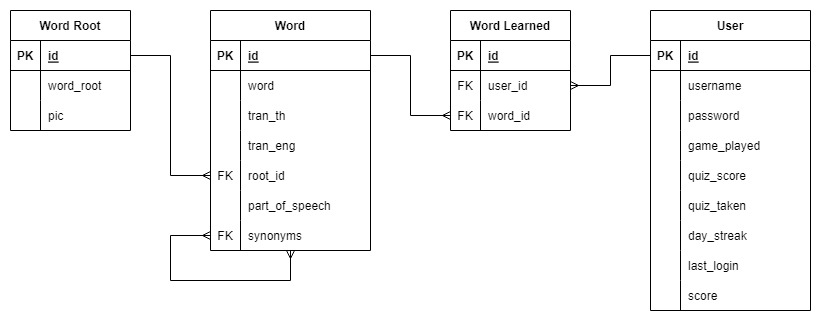 Word Root
PK id
word_root
pic
Word
PK id
word
tran_th
tran_eng
FK root_id
part_of_speech
FK synonyms
Word Learned
PK id
FK user_id
FK word_id
User
PK id
username
password
game_played
quiz_score
quiz_taken
day_streak
last_login
score